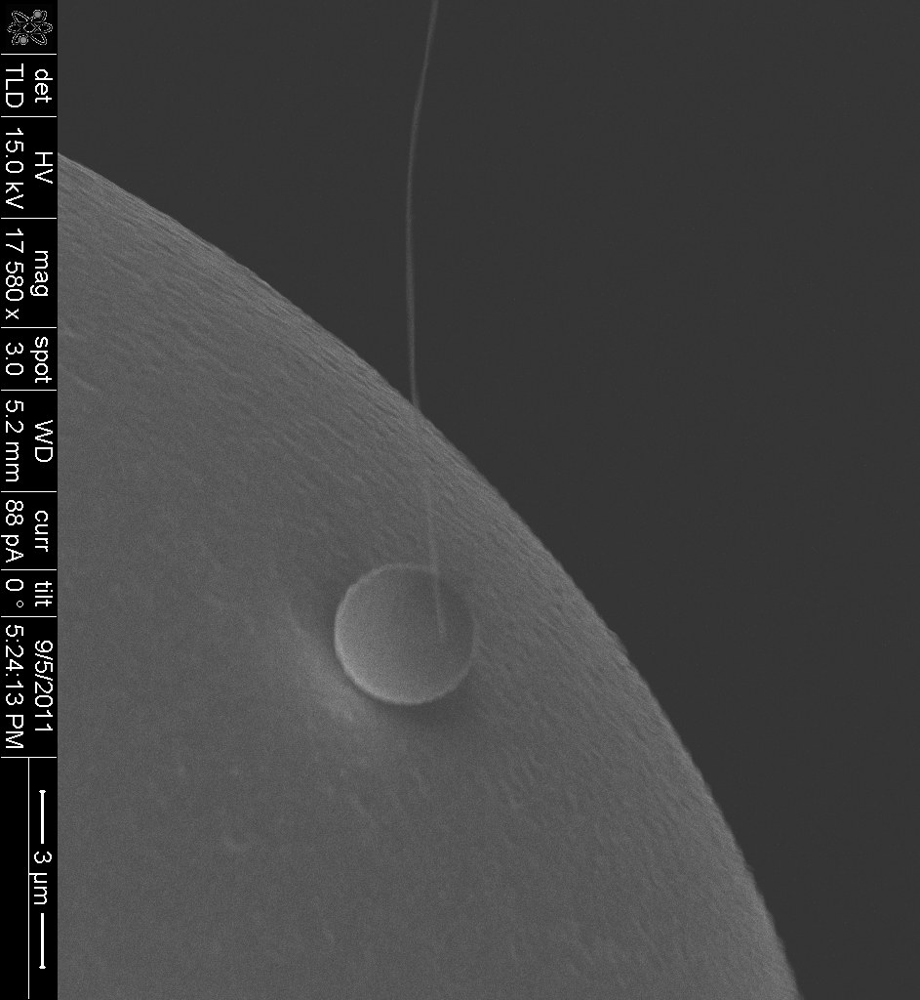 det HV mag spot WD curr tilt 9/5/2011
TLD 15.0 kV 17 580 x 3.0 5.2 mm 88 pA 0 ° 5:24:13 PM
3 µm